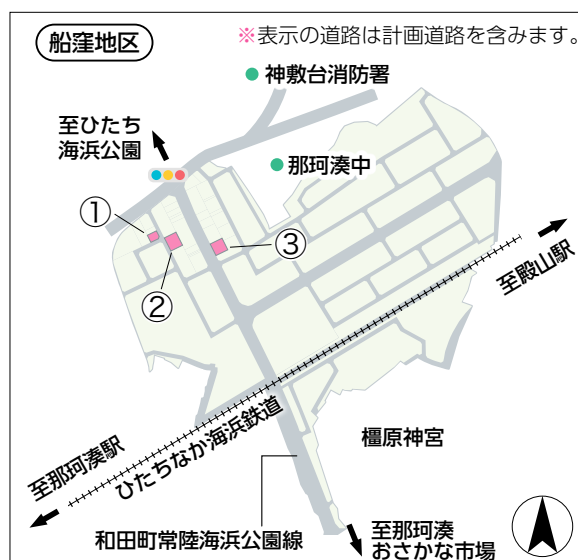 船窪地区
※表示の道路は計画道路を含みます。
神敷台消防署
至ひたち
海浜公園
那珂湊中
①
②
③
至殿山駅
ひたちなか海浜鉄道
至那珂湊駅
橿原神宮
和田町常陸海浜公園線
至那珂湊
おさかな市場